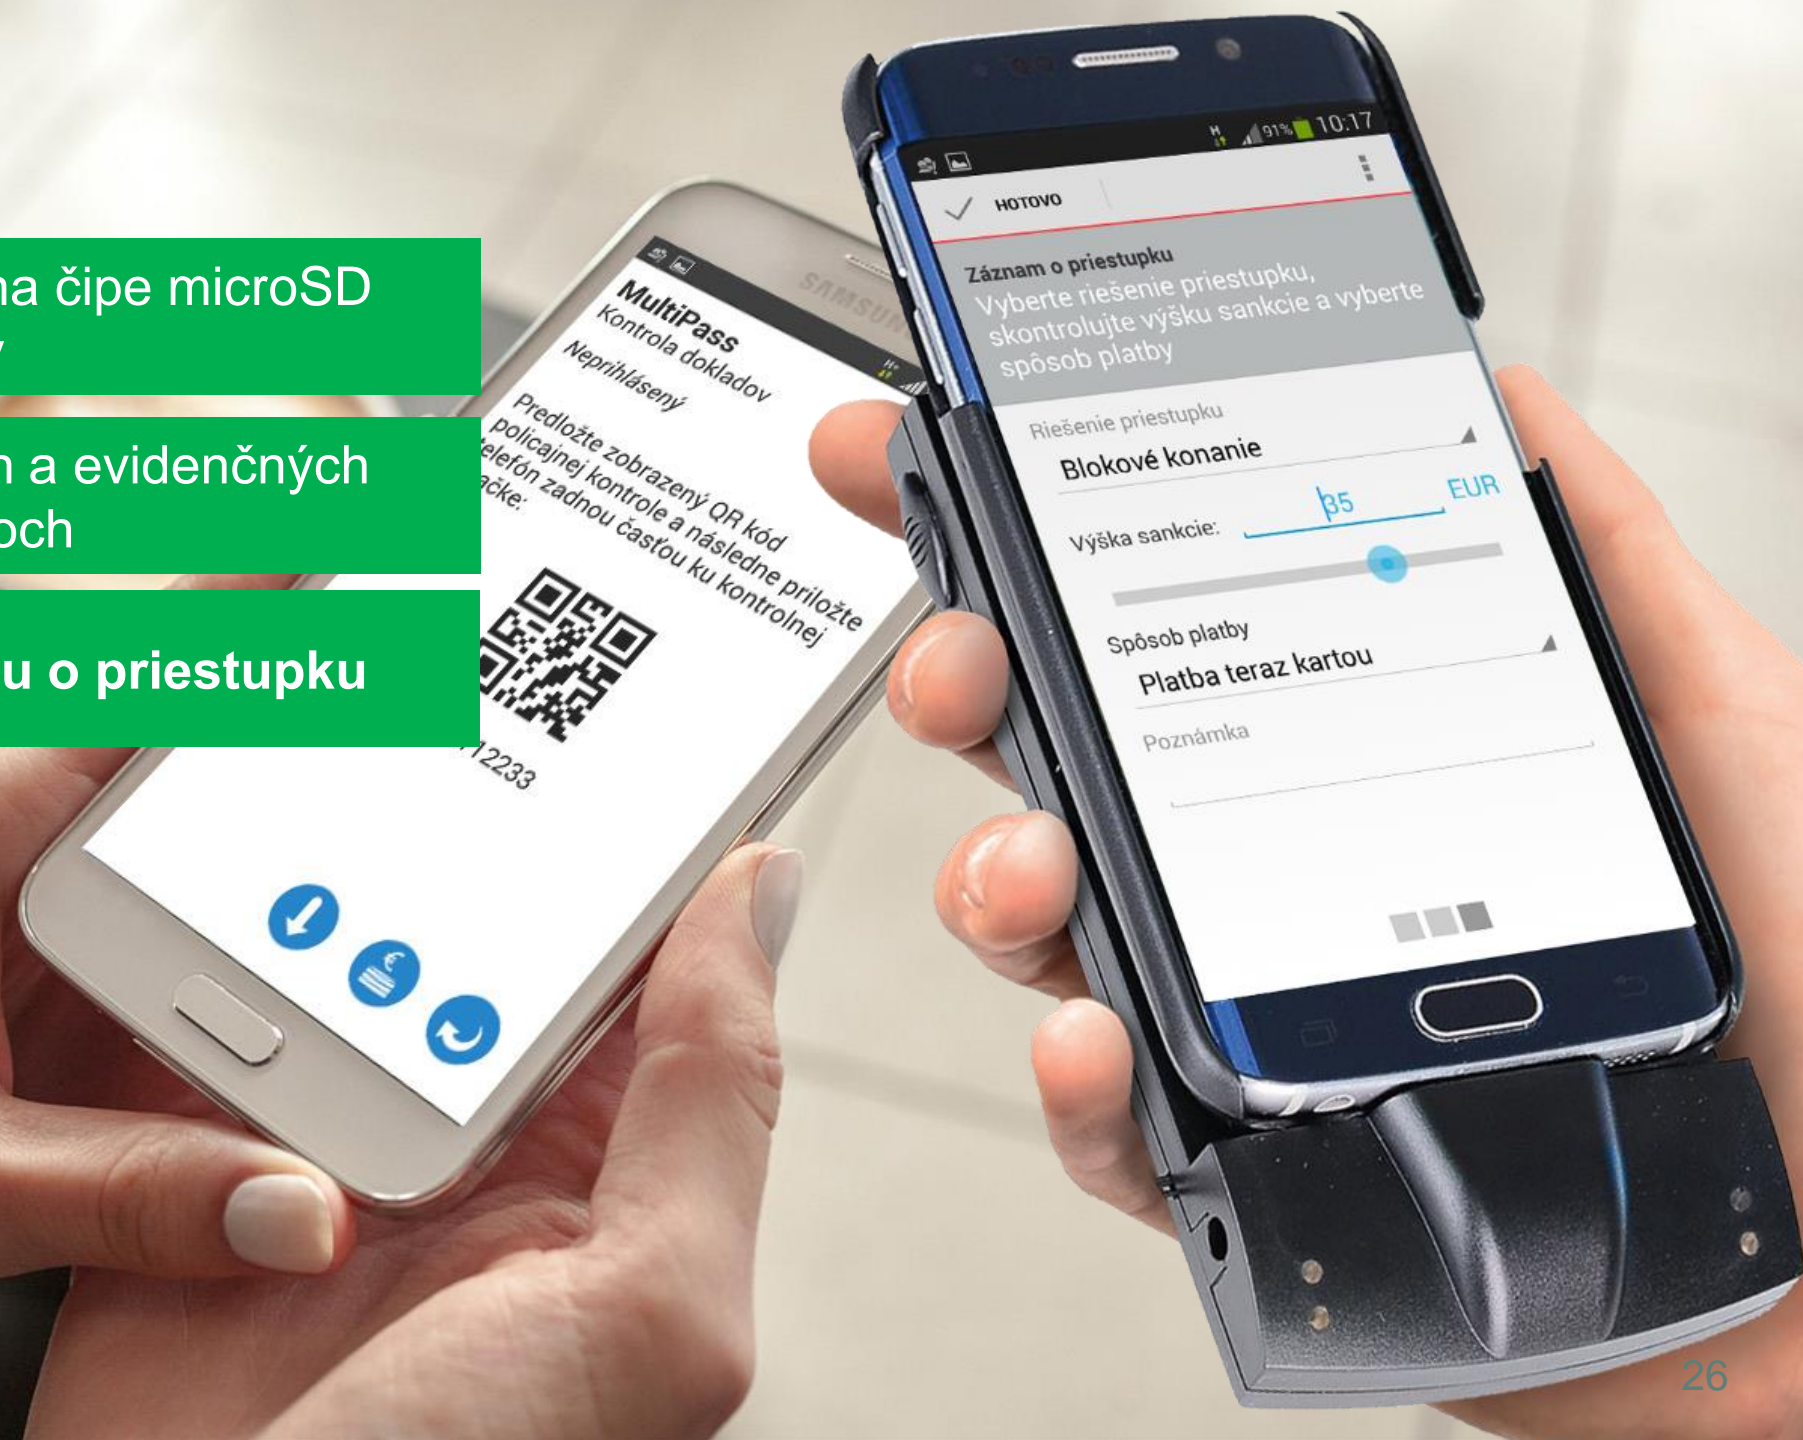 na čipe microSD
a evidenčných
och
u o priestupku
SAMSUN
MultiPass
Kontrola dokladov
Neprihlásený
Predložte zobrazený QR kód
policajnej kontrole a následne priložte
elefón zadnou časťou ku kontrolnej
ačke:
12233
H 91% 10:17
HOTOVO
Záznam o priestupku
Vyberte riešenie priestupku,
skontrolujte výšku sankcie a vyberte
spôsob platby
Riešenie priestupku
Blokové konanie
Výška sankcie: 35 EUR
Spôsob platby
Platba teraz kartou
Poznámka
26